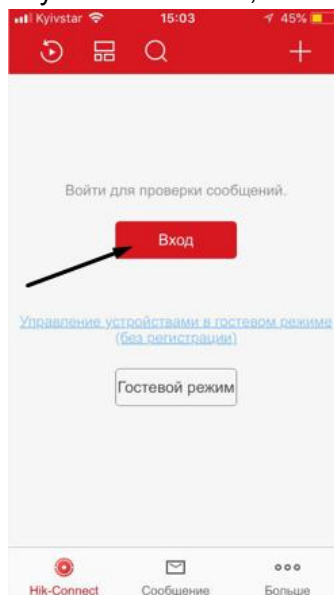 Kyivstar 15:03 45%
Войти для проверки сообщений.
Вход
Управление устройствами в гостевом режиме
(без регистрации)
Гостевой режим
Hik-Connect Сообщение Больше